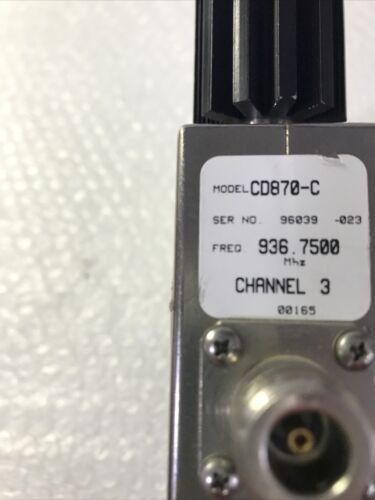 MODEL CD870-C
SER NO. 96039 -023
FREQ. 936.7500
Mhz
CHANNEL 3
00165